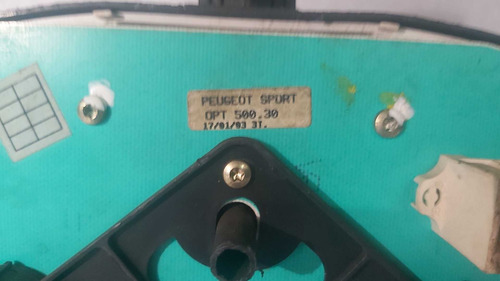 PEUGEOT SPORT
OPT 500.30
17/01/03 3T.